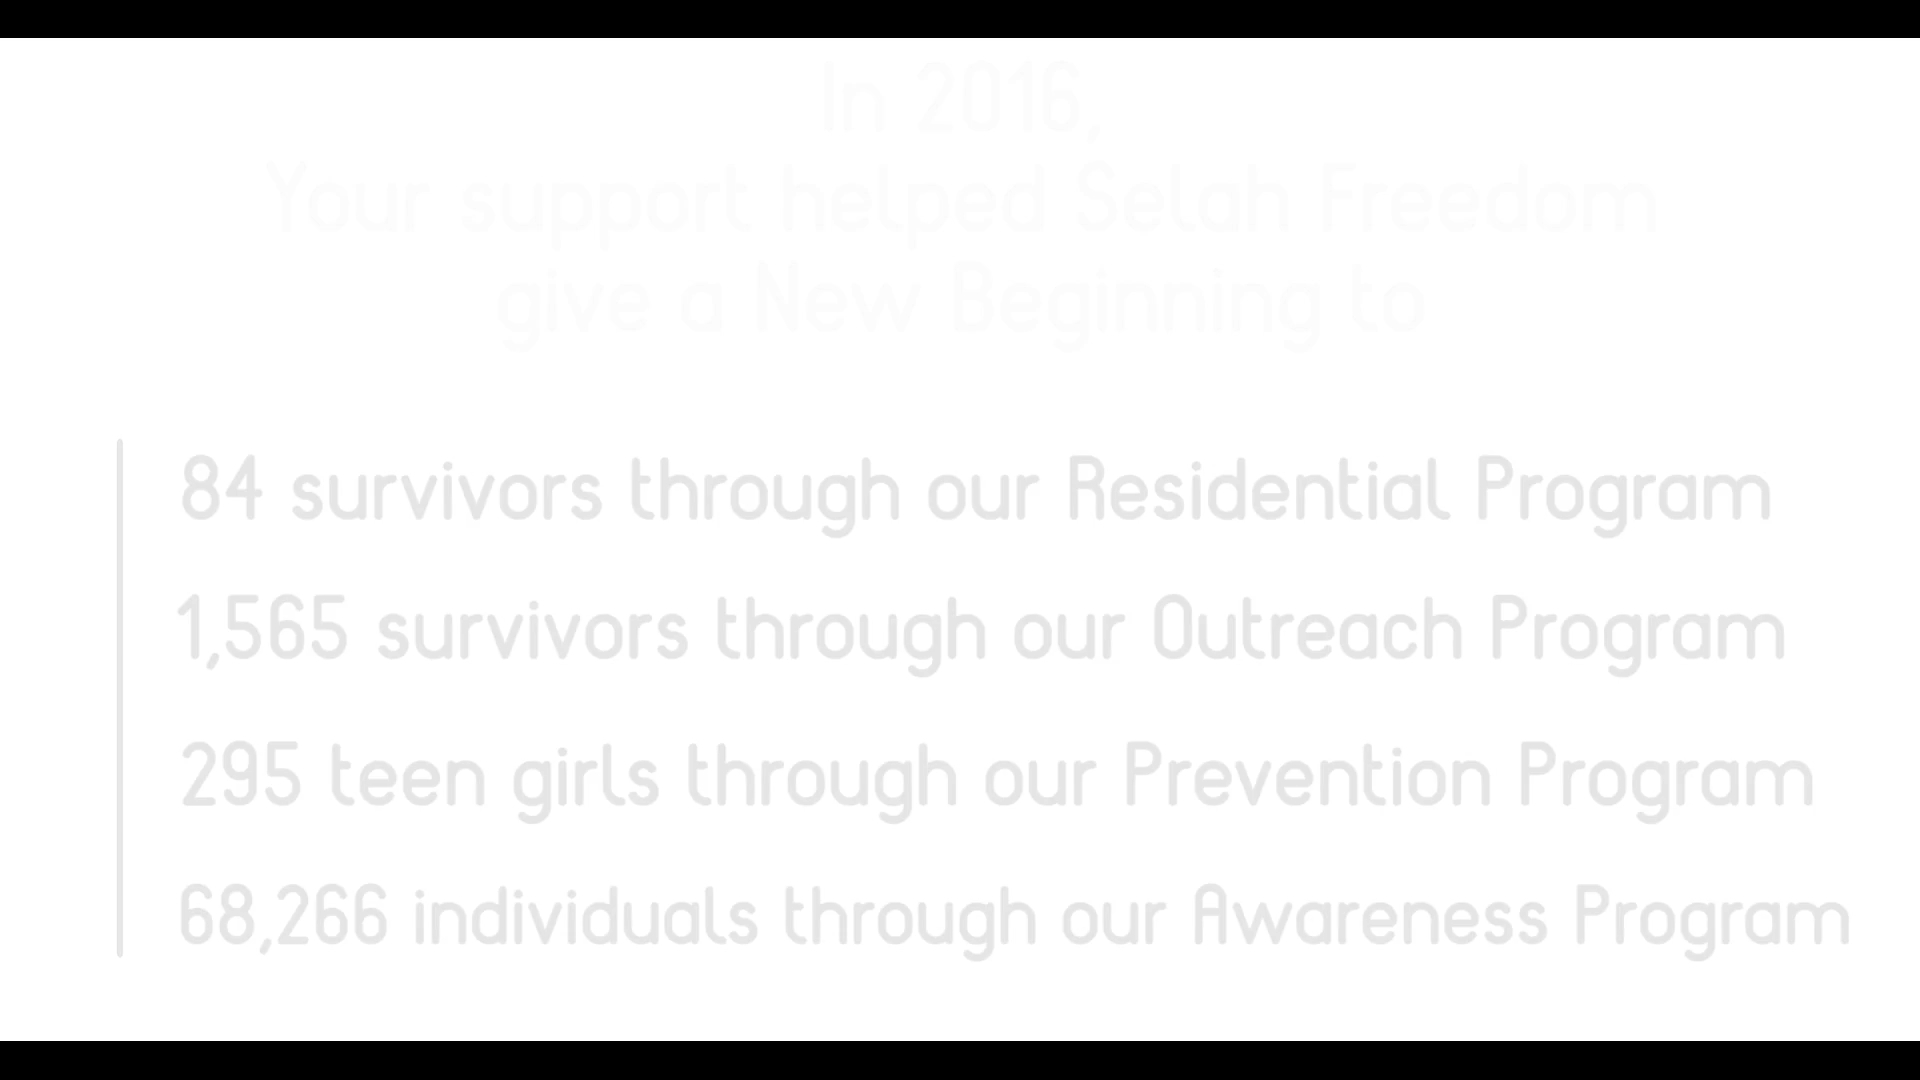 In 2016,
Your support helped Selah Freedom
give a New Beginning to
84 survivors through our Residential Program
1,565 survivors through our Outreach Program
295 teen girls through our Prevention Program
68,266 individuals through our Awareness Program